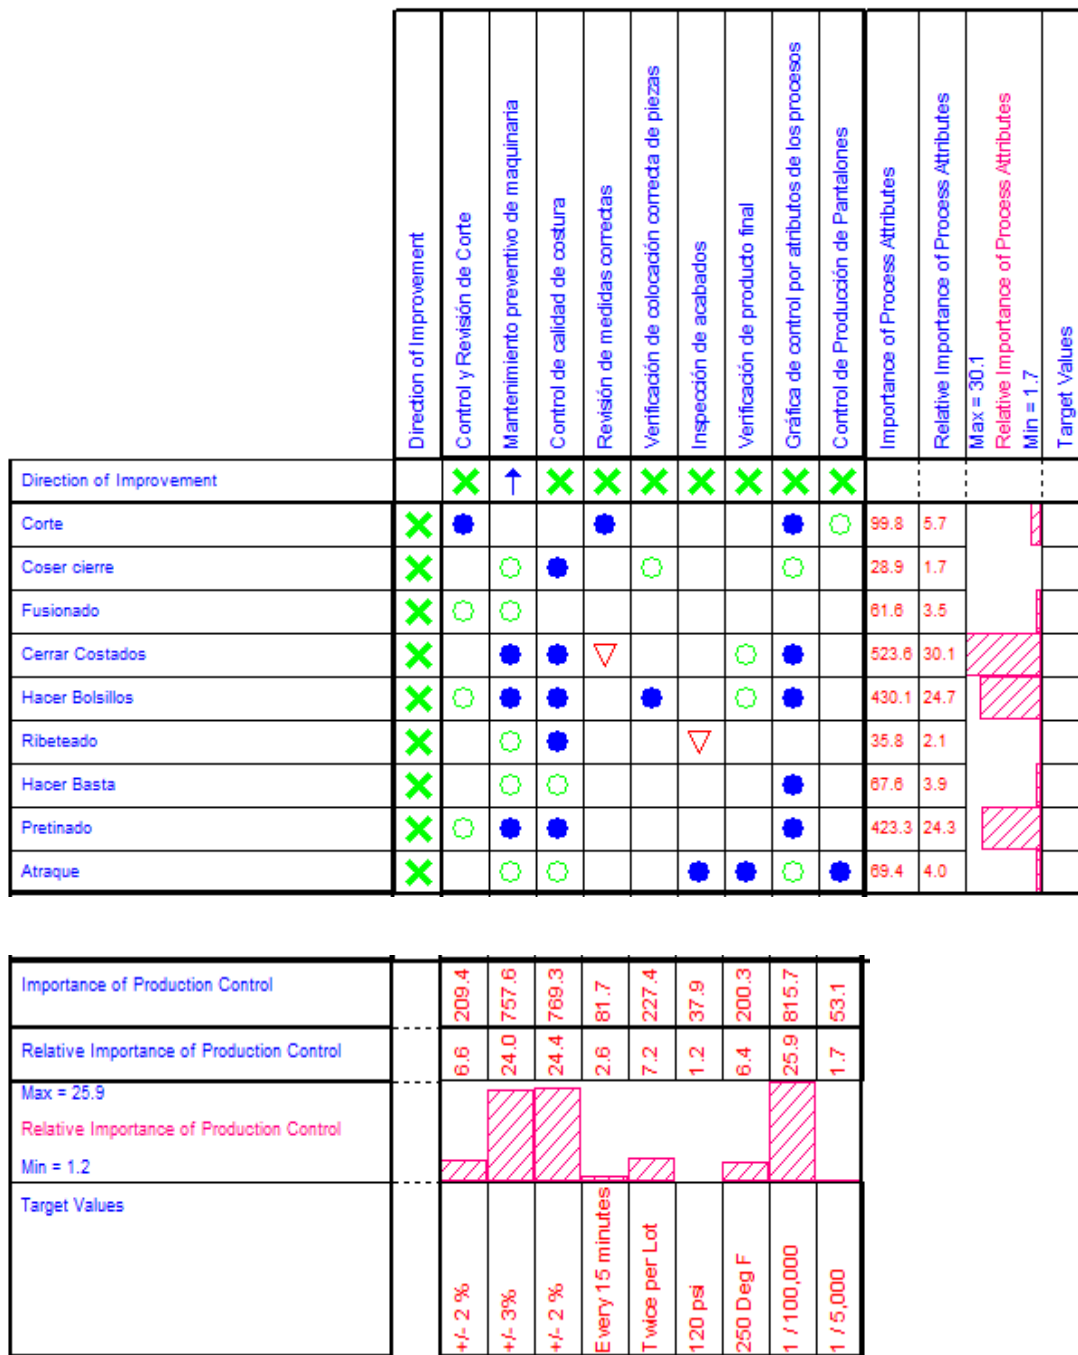 Direction of Improvement
Control y Revisión de Corte
Mantenimiento preventivo de maquinaria
Control de calidad de costura
Revisión de medidas correctas
Verificación de colocación correcta de piezas
Inspección de acabados
Verificación de producto final
Gráfica de control por atributos de los procesos
Control de Producción de Pantalones
Importance of Process Attributes
Relative Importance of Process Attributes
Max = 30.1
Relative Importance of Process Attributes
Min = 1.7
Target Values
Direction of Improvement
Corte 99.8 5.7
Coser cierre 28.9 1.7
Fusionado 61.6 3.5
Cerrar Costados 523.6 30.1
Hacer Bolsillos 430.1 24.7
Ribeteado 35.8 2.1
Hacer Basta 67.6 3.9
Pretinado 423.3 24.3
Atraque 69.4 4.0
Importance of Production Control 209.4 757.6 769.3 81.7 227.4 37.9 200.3 815.7 53.1
Relative Importance of Production Control 6.6 24.0 24.4 2.6 7.2 1.2 6.4 25.9 1.7
Max = 25.9
Relative Importance of Production Control
Min = 1.2
Target Values
+/- 2 %
+/- 3%
+/- 2 %
Every 15 minutes
Twice per Lot
120 psi
250 Deg F
1 / 100,000
1 / 5,000